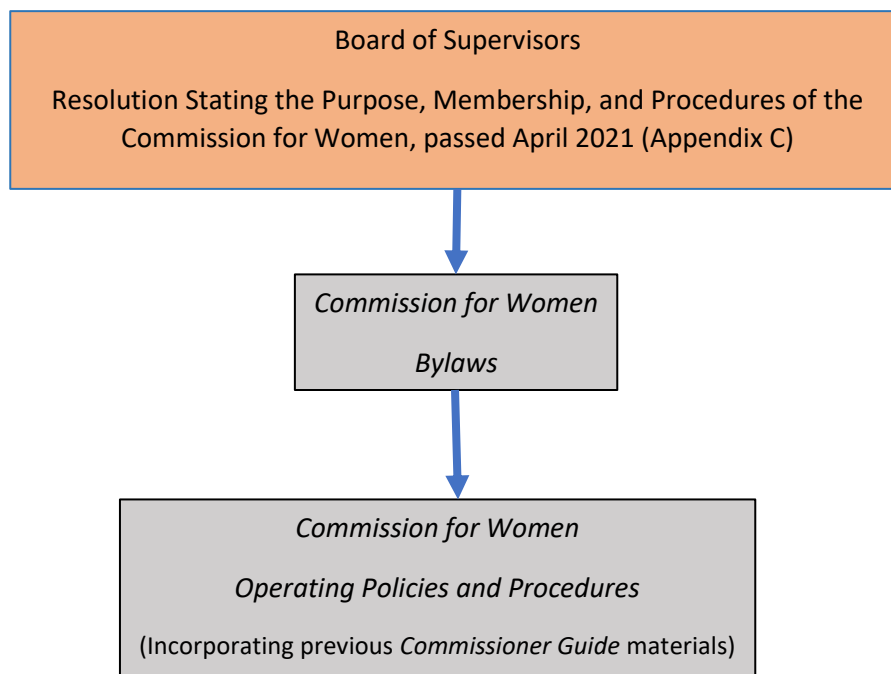 Board of Supervisors
Resolution Stating the Purpose, Membership, and Procedures of the
Commission for Women, passed April 2021 (Appendix C)
Commission for Women
Bylaws
Commission for Women
Operating Policies and Procedures
(Incorporating previous Commissioner Guide materials)